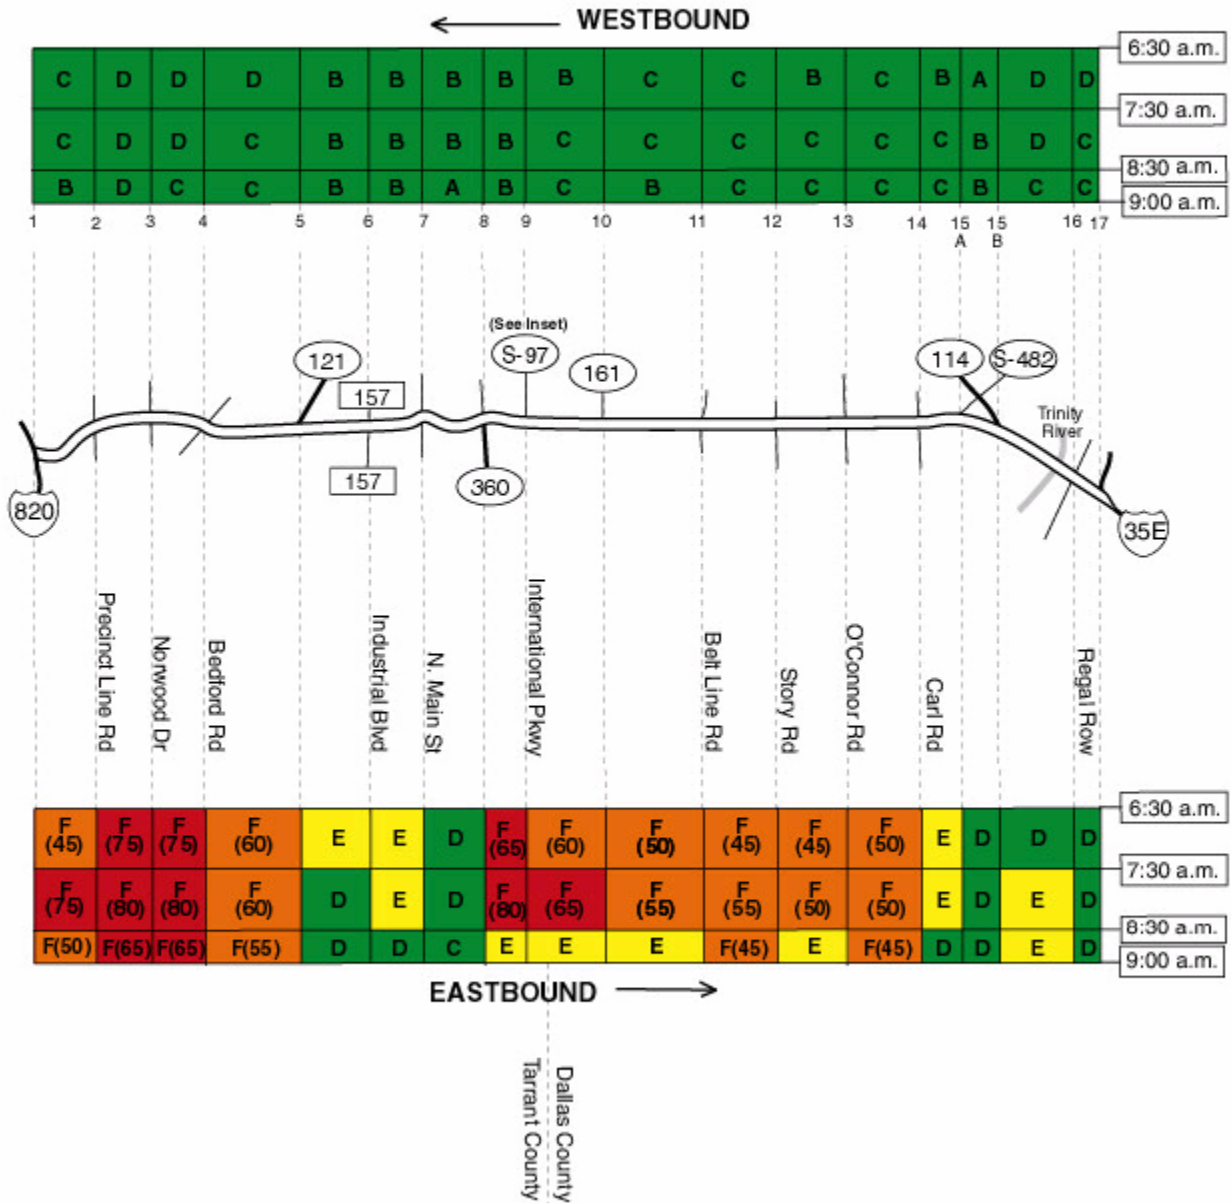 WESTBOUND
6:30 a.m.
C D D D B B B B B C C B C B A D D
7:30 a.m.
C D D C B B B B C C C C C C B D C
8:30 a.m.
B D C C B B A B C B C C C C B C C
9:00 a.m.
1 2 3 4 5 6 7 8 9 10 11 12 13 14 15 15 16 17
A B
(See Inset)
121 S-97 161 114 S-482
157
Trinity
River
157
360
820
35E
Precinct Line Rd
Norwood Dr
Bedford Rd
Industrial Blvd
N. Main St
International Pkwy
Belt Line Rd
Story Rd
O'Connor Rd
Carl Rd
Regal Row
6:30 a.m.
F F F F E E D F F F F F F E D D D
(45) (75) (75) (60) (65) (60) (50) (45) (45) (50)
7:30 a.m.
F F F F D E D F F F F F F E D E D
(75) (80) (80) (60) (80) (65) (55) (55) (50) (50)
8:30 a.m.
F(50) F(65) F(65) F(55) D D C E E E F(45) E F(45) D D E D
9:00 a.m.
EASTBOUND
Tarrant County
Dallas County